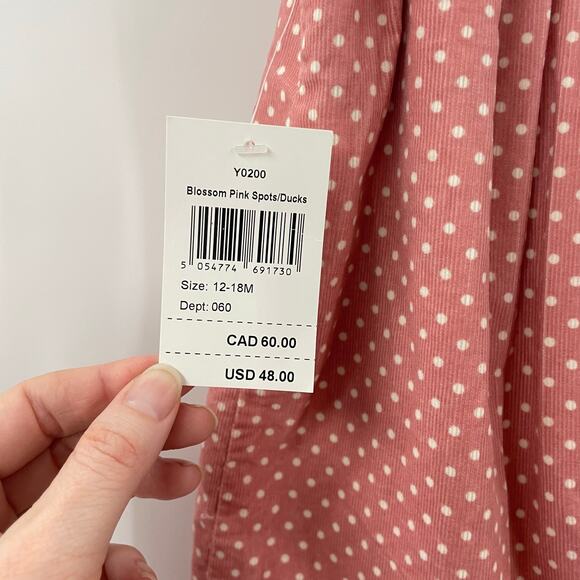 Y0200
Blossom Pink Spots/Ducks
5 054774 691730
Size: 12-18M
Dept: 060
CAD 60.00
USD 48.00